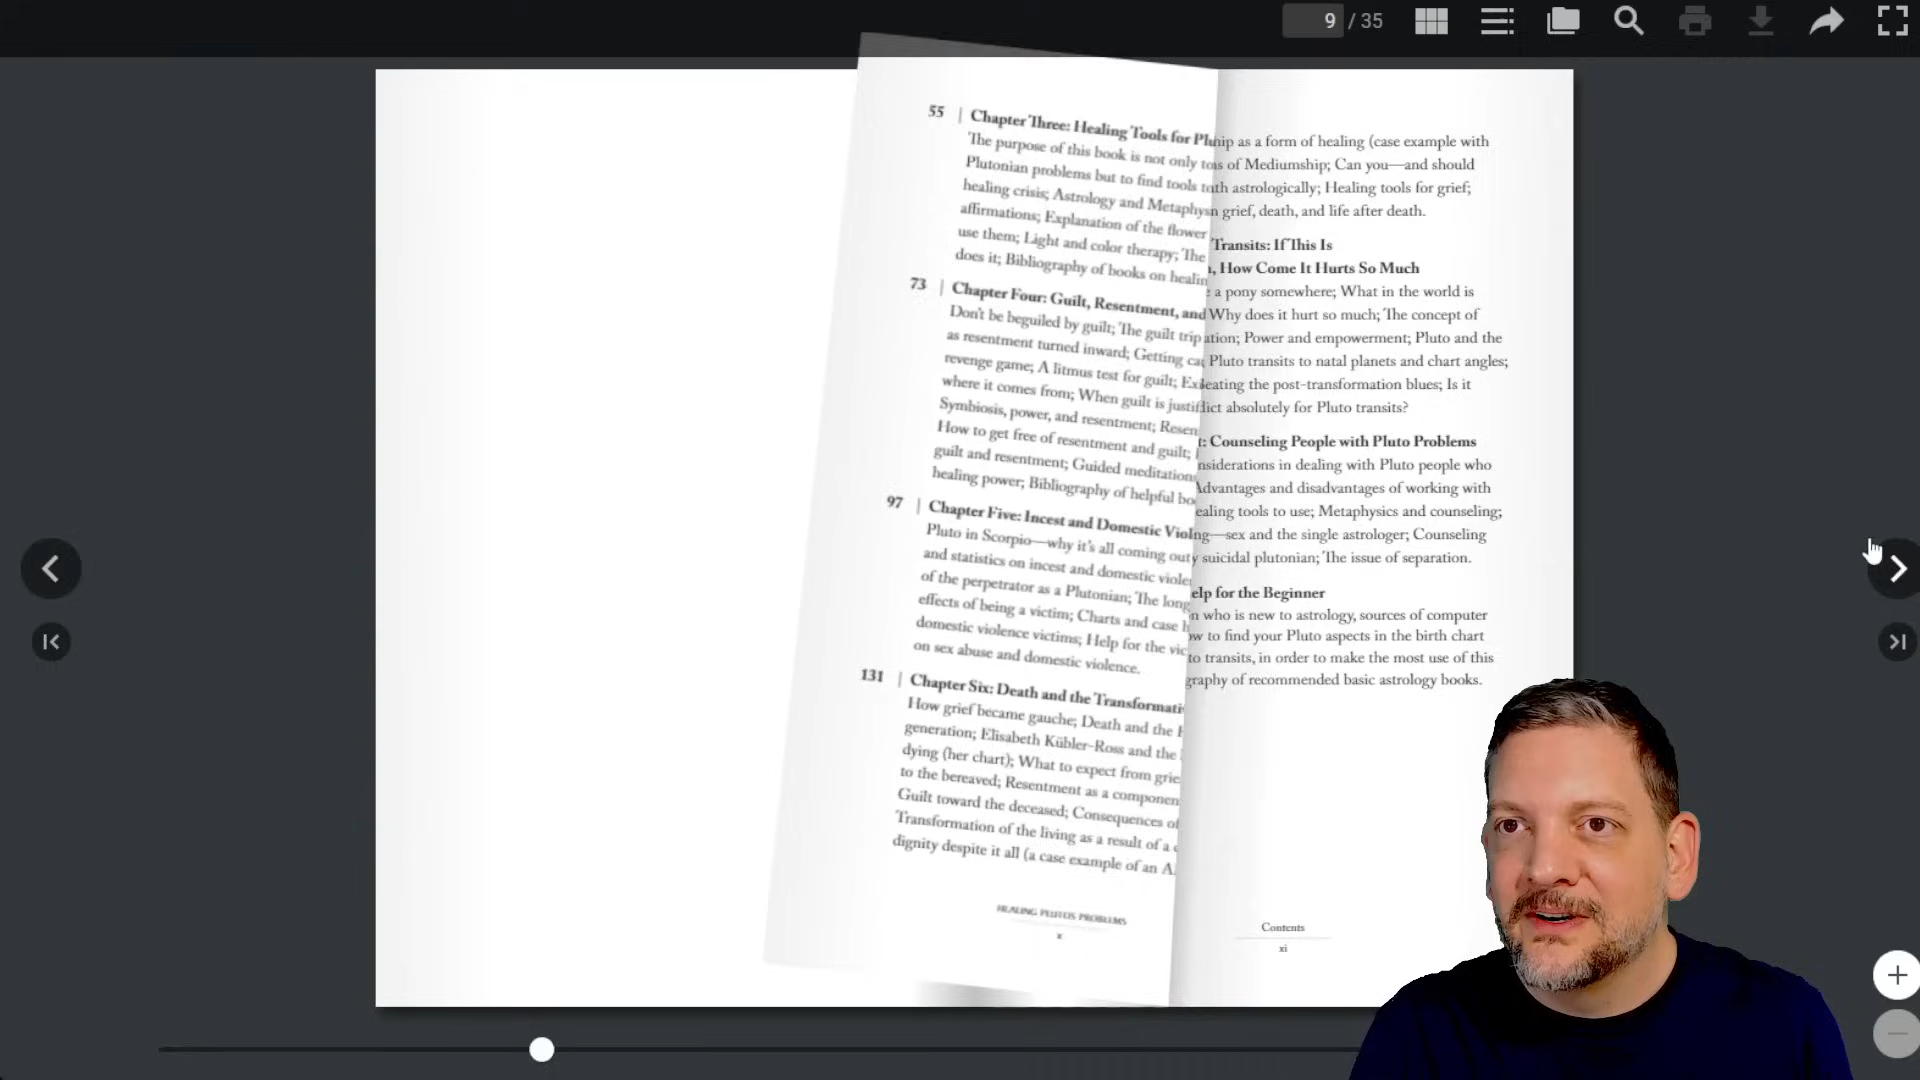 9 / 35
55 | Chapter Three: Healing Tools for Plu
The purpose of this book is not only to
Plutonian problems but to find tools t
healing crisis; Astrology and Metaphys
affirmations; Explanation of the flower
use them; Light and color therapy; The
does it; Bibliography of books on healin
73 | Chapter Four: Guilt, Resentment, and
Don't be beguiled by guilt; The guilt trip
as resentment turned inward; Getting ca
revenge game; A litmus test for guilt; Ex
where it comes from; When guilt is justif
Symbiosis, power, and resentment; Resen
How to get free of resentment and guilt;
guilt and resentment; Guided meditations
healing power; Bibliography of helpful bo
97 | Chapter Five: Incest and Domestic Viol
Pluto in Scorpio—why it's all coming out
and statistics on incest and domestic viole
of the perpetrator as a Plutonian; The long
effects of being a victim; Charts and case h
domestic violence victims; Help for the vic
on sex abuse and domestic violence.
131 | Chapter Six: Death and the Transformati
How grief became gauche; Death and the
generation; Elisabeth Kübler-Ross and the
dying (her chart); What to expect from grie
to the bereaved; Resentment as a componen
Guilt toward the deceased; Consequences of
Transformation of the living as a result of a
dignity despite it all (a case example of an A
HEALING PLUTO'S PROBLEMS
x
hip as a form of healing (case example with
s of Mediumship; Can you—and should
th astrologically; Healing tools for grief;
n grief, death, and life after death.
Transits: If This Is
, How Come It Hurts So Much
a pony somewhere; What in the world is
Why does it hurt so much; The concept of
ation; Power and empowerment; Pluto and the
Pluto transits to natal planets and chart angles;
eating the post-transformation blues; Is it
ict absolutely for Pluto transits?
t: Counseling People with Pluto Problems
nsiderations in dealing with Pluto people who
Advantages and disadvantages of working with
ealing tools to use; Metaphysics and counseling;
ng—sex and the single astrologer; Counseling
y suicidal plutonian; The issue of separation.
elp for the Beginner
n who is new to astrology, sources of computer
ow to find your Pluto aspects in the birth chart
to transits, in order to make the most use of this
graphy of recommended basic astrology books.
Contents
xi